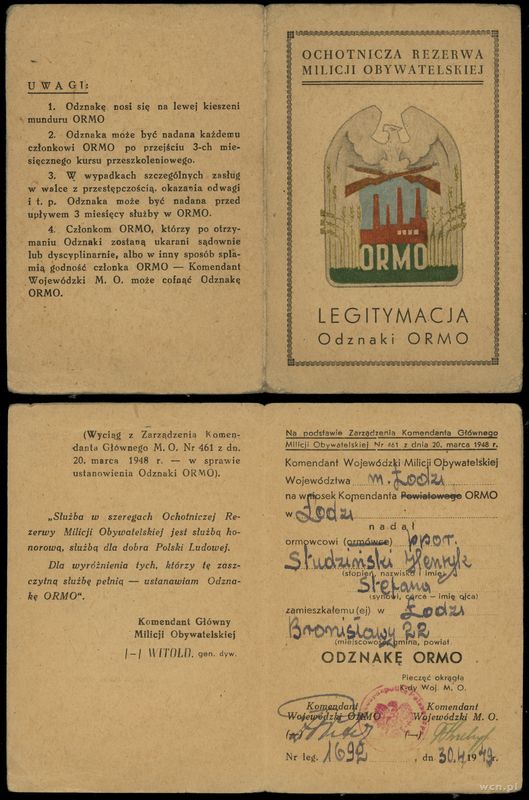 UWAGI:
1. Odznakę nosi się na lewej kieszeni
munduru ORMO
2. Odznaka może być nadana każdemu
członkowi ORMO po przejściu 3-ch mie-
sięcznego kursu przeszkoleniowego.
3. W wypadkach szczególnych zasług
w walce z przestępczością, okazania odwagi
i t. p. Odznaka może być nadana przed
upływem 3 miesięcy służby w ORMO.
4. Członkom ORMO, którzy po otrzy-
maniu Odznaki zostaną ukarani sądownie
lub dyscyplinarnie, albo w inny sposób spla-
mią godność członka ORMO — Komendant
Wojewódzki M. O. może cofnąć Odznakę
ORMO.
OCHOTNICZA REZERWA
MILICJI OBYWATELSKIEJ
ORMO
LEGITYMACJA
Odznaki ORMO
(Wyciąg z Zarządzenia Komen-
danta Głównego M. O. Nr 461 z dn.
20. marca 1948 r. — w sprawie
ustanowienia Odznaki ORMO).
„Służba w szeregach Ochotniczej Re-
zerwy Milicji Obywatelskiej jest służbą ho-
norową, służbą dla dobra Polski Ludowej.
Dla wyróżnienia tych, którzy tę zasz-
czytną służbę pełnią — ustanawiam Odzna-
kę ORMO“.
Komendant Główny
Milicji Obywatelskiej
/—/ WITOLD, gen. dyw.
Na podstawie Zarządzenia Komendanta Głównego
Milicji Obywatelskiej Nr 461 z dnia 20. marca 1948 r.
Komendant Wojewódzki Milicji Obywatelskiej
Województwa m. Łodzi
na wniosek Komendanta Powiatowego ORMO
w Łodzi
nadał
ormowcowi (ormówce) ppor.
Studziński Henryk
(stopień, nazwisko i imię)
Stefana
(synowi, córce — imię ojca)
zamieszkałemu (ej) w Łodzi
Bronisławy 22
(miejscowość, gmina, powiat)
ODZNAKĘ ORMO
Pieczęć okrągła
K-dy Woj. M. O.
Komendant Wojewódzki ORMO
Komendant Wojewódzki M. O.
(—)
Nr leg. 1692, dn. 30.4 1949 r.
wcn.pl